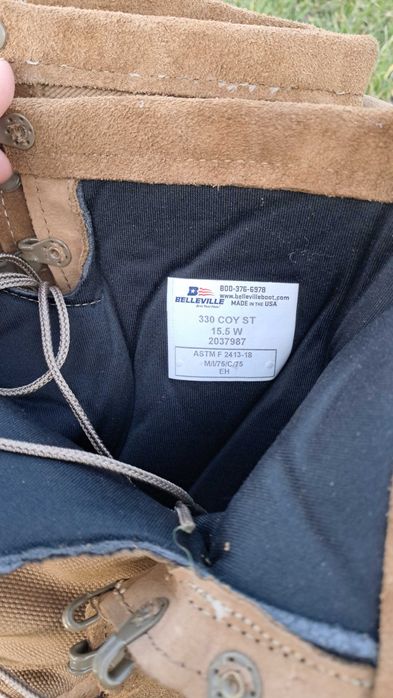 BELLEVILLE
800-376-6978
www.bellevilleboot.com
MADE IN THE USA
330 COY ST
15.5 W
2037987
ASTM F 2413-18
M/I/75/C/75
EH